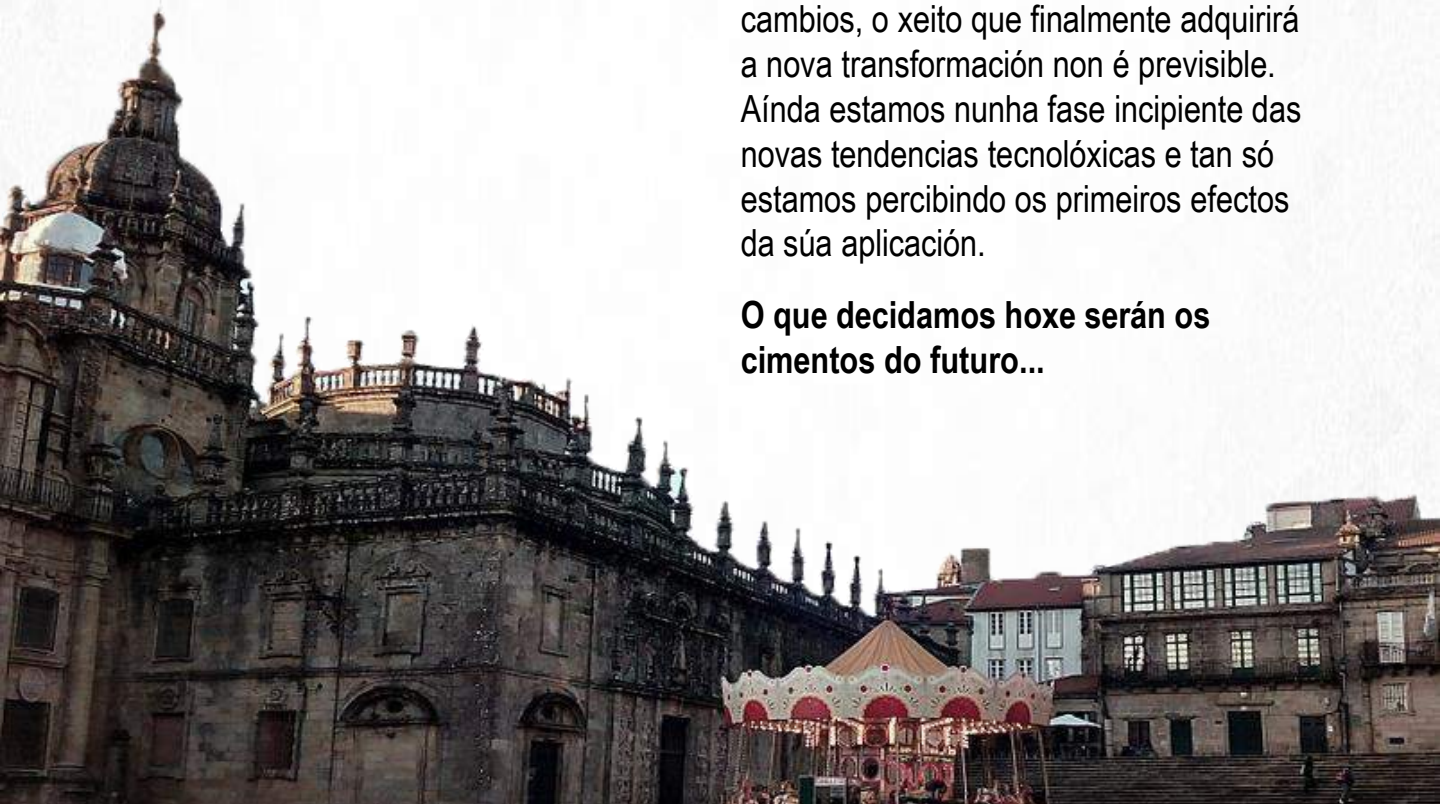 cambios, o xeito que finalmente adquirirá
a nova transformación non é previsible.
Aínda estamos nunha fase incipiente das
novas tendencias tecnolóxicas e tan só
estamos percibindo os primeiros efectos
da súa aplicación.
O que decidamos hoxe serán os
cimentos do futuro...